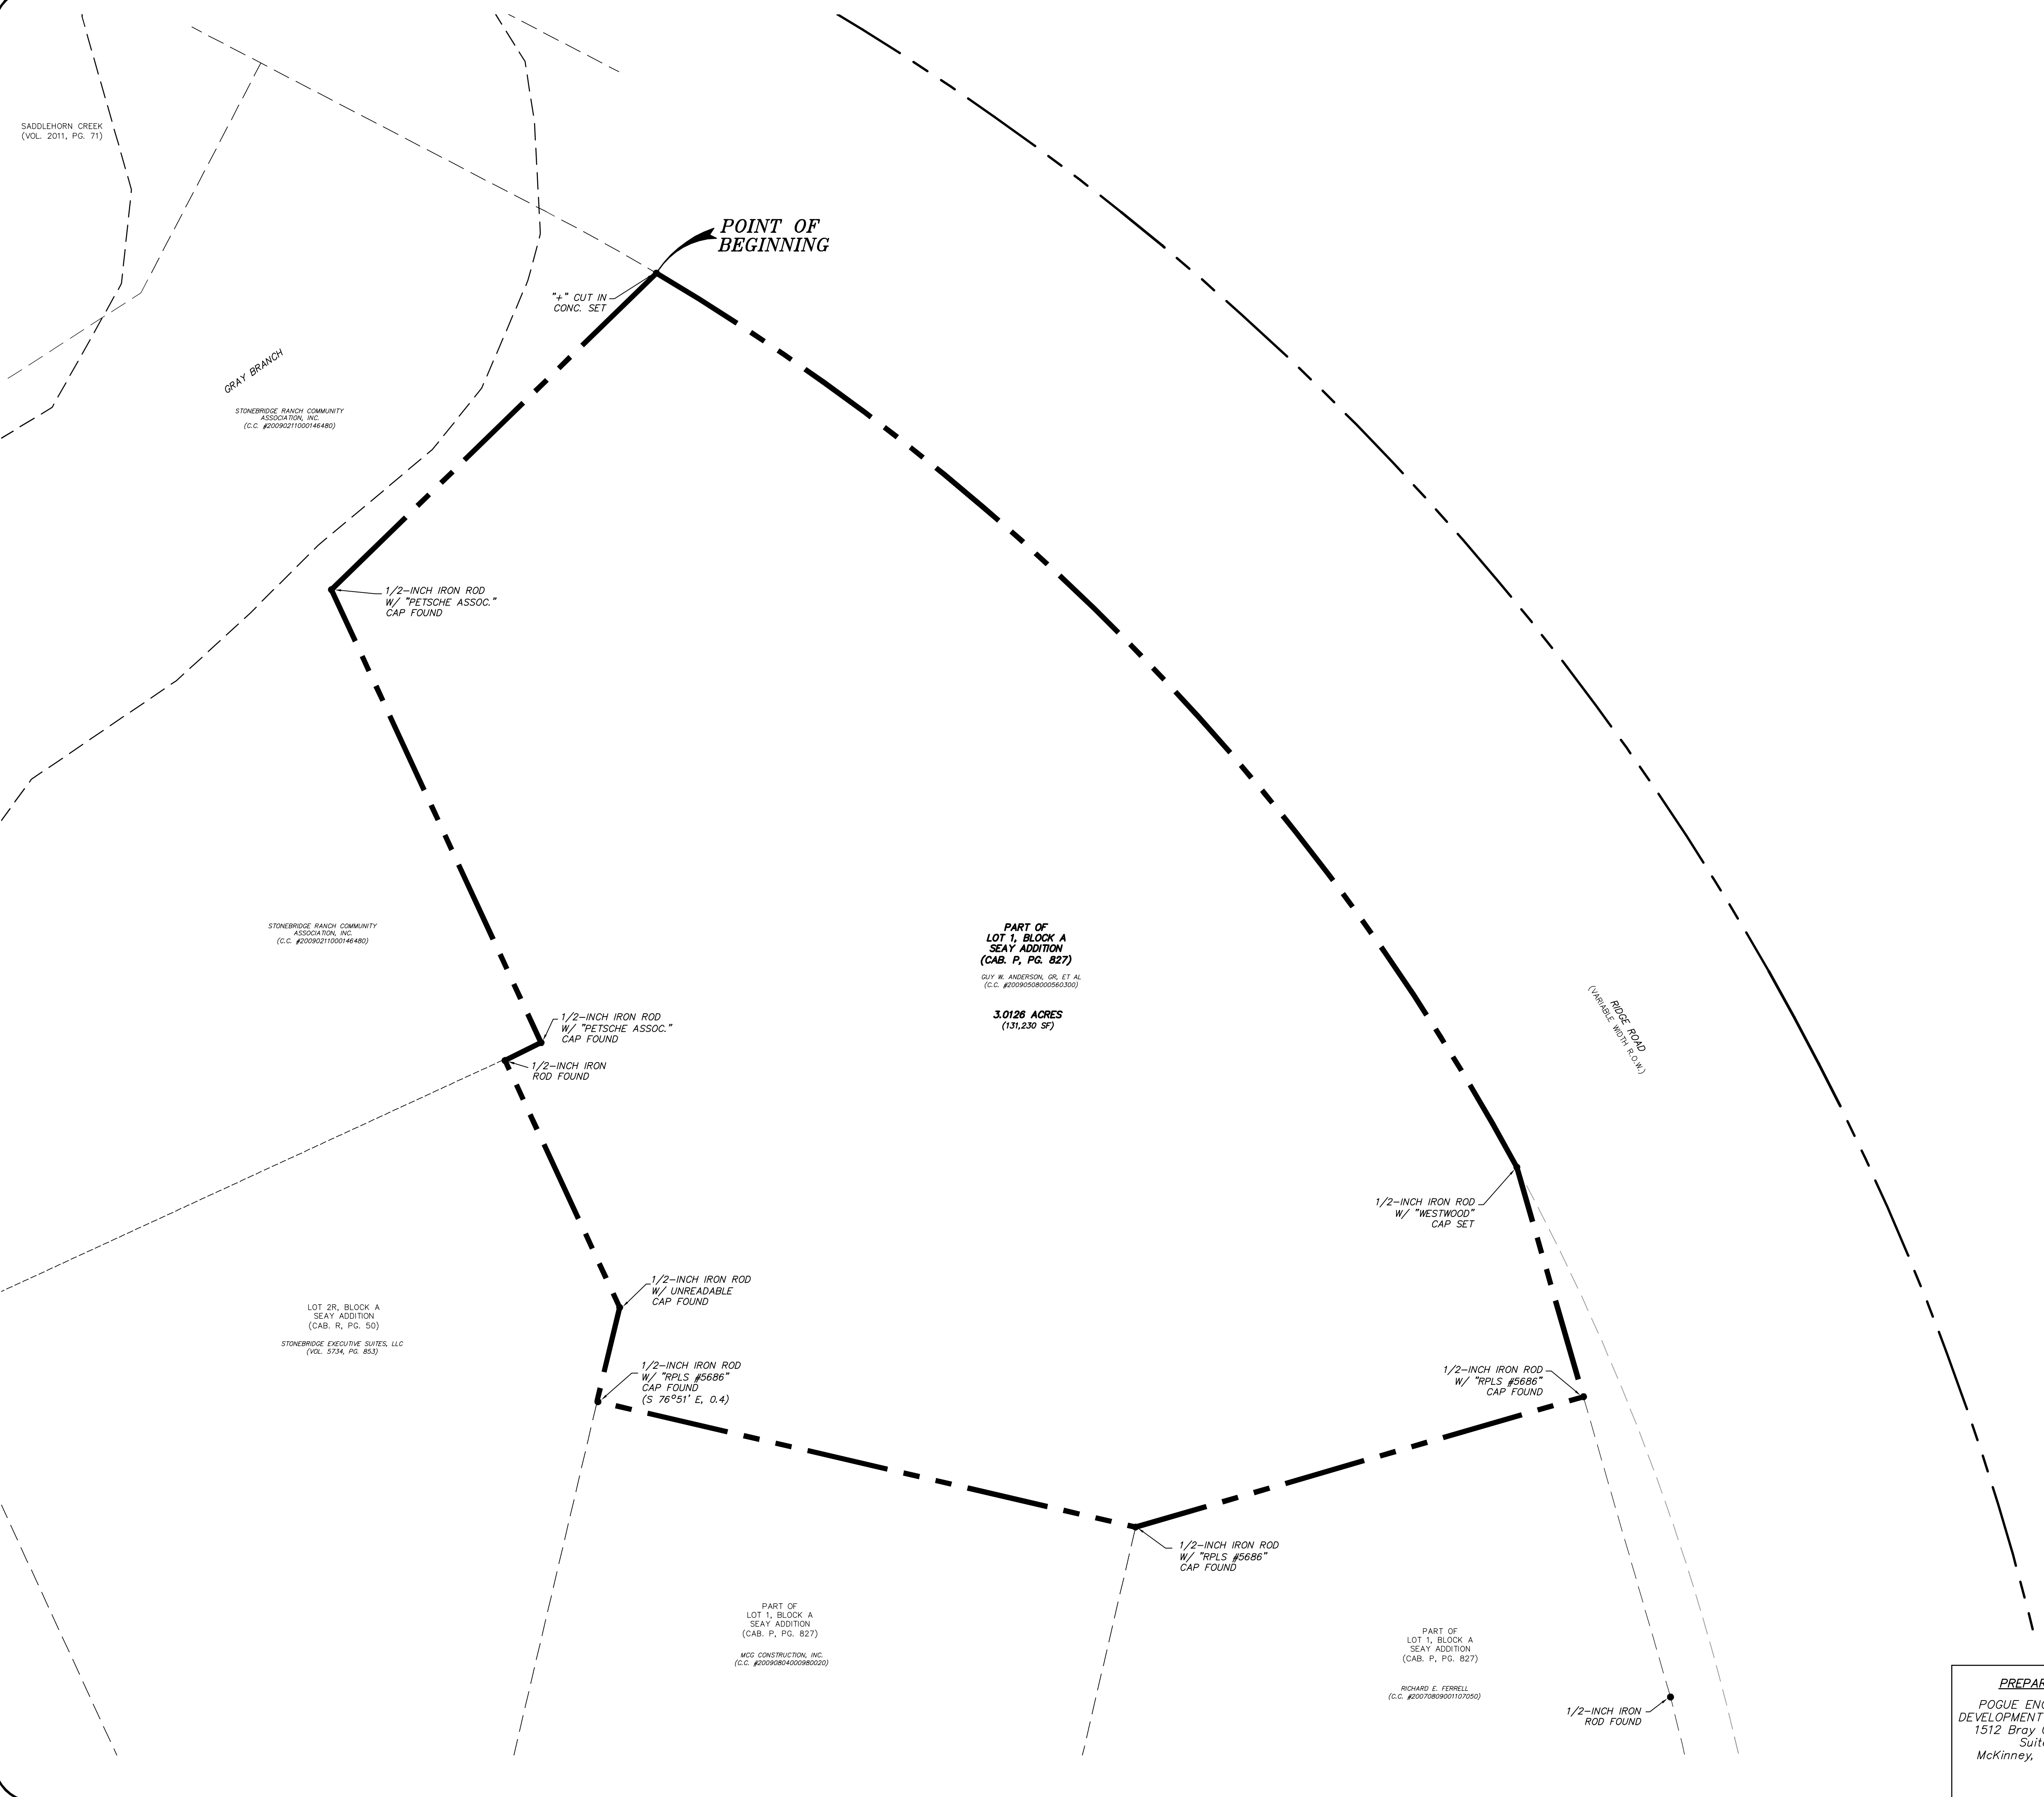 SADDLEHORN CREEK
(VOL. 2011, PG. 71)
POINT OF
BEGINNING
"+" CUT IN
CONC. SET
GRAY BRANCH
STONEBRIDGE RANCH COMMUNITY
ASSOCIATION, INC.
(C.C. #20090211000146480)
1/2-INCH IRON ROD
W/ "PETSCHE ASSOC."
CAP FOUND
STONEBRIDGE RANCH COMMUNITY
ASSOCIATION, INC.
(C.C. #20090211000146480)
PART OF
LOT 1, BLOCK A
SEAY ADDITION
(CAB. P, PG. 827)
GUY W. ANDERSON, GR, ET AL
(C.C. #20090508000560300)
3.0126 ACRES
(131,230 SF)
RIDGE ROAD
(VARIABLE WIDTH R.O.W.)
1/2-INCH IRON ROD
W/ "PETSCHE ASSOC."
CAP FOUND
1/2-INCH IRON
ROD FOUND
1/2-INCH IRON ROD
W/ "WESTWOOD"
CAP SET
1/2-INCH IRON ROD
W/ UNREADABLE
CAP FOUND
LOT 2R, BLOCK A
SEAY ADDITION
(CAB. R, PG. 50)
STONEBRIDGE EXECUTIVE SUITES, LLC
(VOL. 5734, PG. 853)
1/2-INCH IRON ROD
W/ "RPLS #5686"
CAP FOUND
(S 76°51' E, 0.4)
1/2-INCH IRON ROD
W/ "RPLS #5686"
CAP FOUND
1/2-INCH IRON ROD
W/ "RPLS #5686"
CAP FOUND
PART OF
LOT 1, BLOCK A
SEAY ADDITION
(CAB. P, PG. 827)
MCG CONSTRUCTION, INC.
(C.C. #20090804000980020)
PART OF
LOT 1, BLOCK A
SEAY ADDITION
(CAB. P, PG. 827)
RICHARD E. FERRELL
(C.C. #20070809001107050)
1/2-INCH IRON
ROD FOUND
PREPAR
POGUE ENG
DEVELOPMENT
1512 Bray
Suit
McKinney,